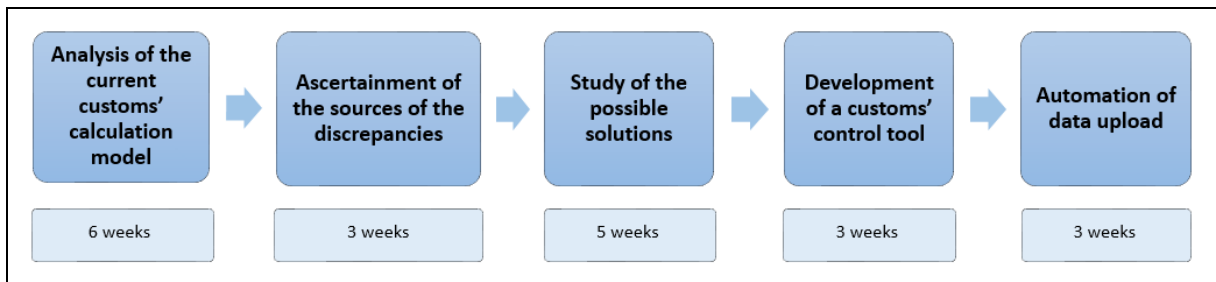 Analysis of the
current
customs’
calculation
model
Ascertainment of
the sources of the
discrepancies
Study of the
possible
solutions
Development
of a customs’
control tool
Automation of
data upload
6 weeks
3 weeks
5 weeks
3 weeks
3 weeks